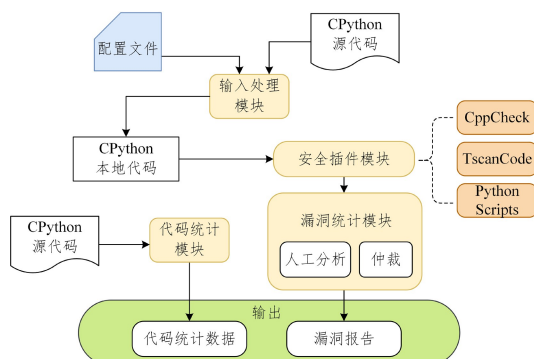 配置文件
CPython
源代码
输入处理
模块
CPython
本地代码
安全插件模块
CppCheck
TscanCode
Python
Scripts
CPython
源代码
代码统计
模块
漏洞统计模块
人工分析
仲裁
输出
代码统计数据
漏洞报告